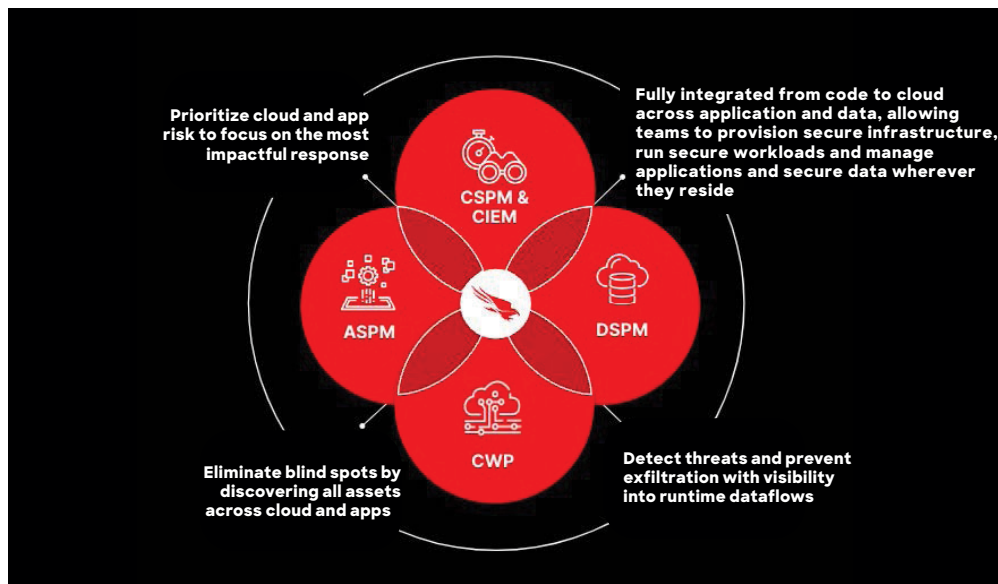 Prioritize cloud and app
risk to focus on the most
impactful response
Fully integrated from code to cloud
across application and data, allowing
teams to provision secure infrastructure,
run secure workloads and manage
applications and secure data wherever
they reside
CSPM &
CIEM
ASPM
DSPM
CWP
Eliminate blind spots by
discovering all assets
across cloud and apps
Detect threats and prevent
exfiltration with visibility
into runtime dataflows